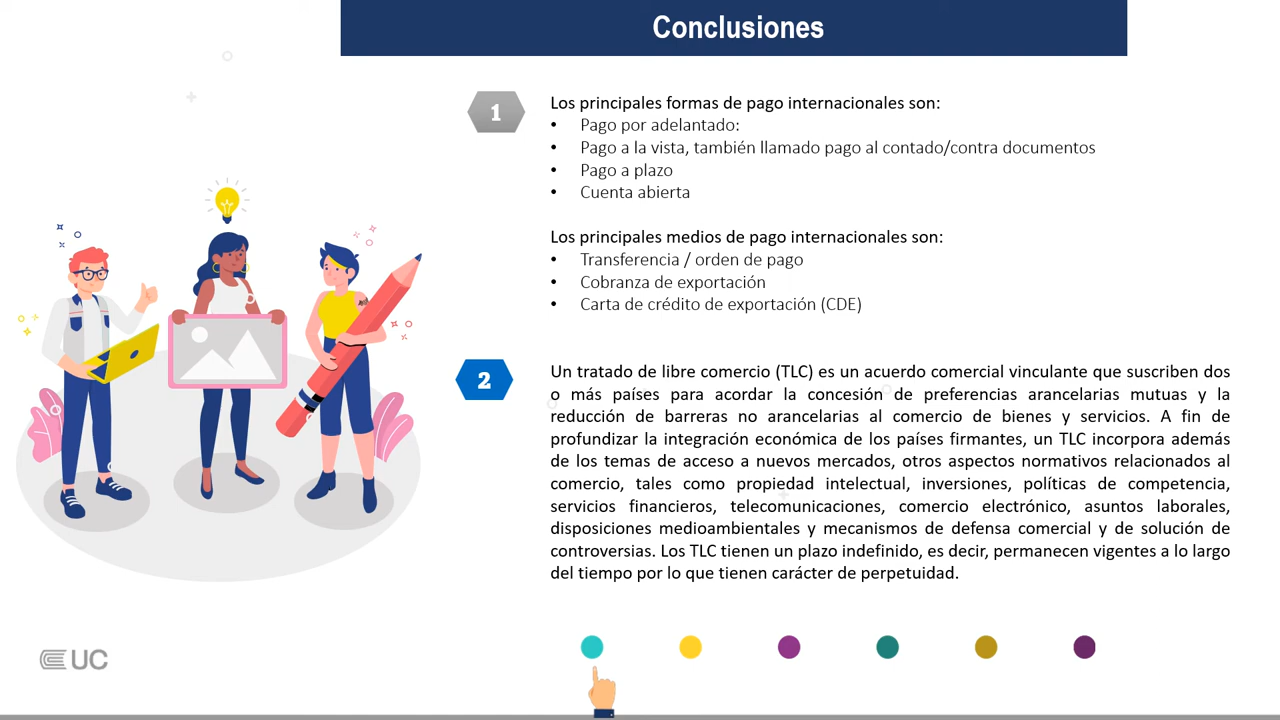 Conclusiones
1
Los principales formas de pago internacionales son:
• Pago por adelantado:
• Pago a la vista, también llamado pago al contado/contra documentos
• Pago a plazo
• Cuenta abierta
Los principales medios de pago internacionales son:
• Transferencia / orden de pago
• Cobranza de exportación
• Carta de crédito de exportación (CDE)
2
Un tratado de libre comercio (TLC) es un acuerdo comercial vinculante que suscriben dos
o más países para acordar la concesión de preferencias arancelarias mutuas y la
reducción de barreras no arancelarias al comercio de bienes y servicios. A fin de
profundizar la integración económica de los países firmantes, un TLC incorpora además
de los temas de acceso a nuevos mercados, otros aspectos normativos relacionados al
comercio, tales como propiedad intelectual, inversiones, políticas de competencia,
servicios financieros, telecomunicaciones, comercio electrónico, asuntos laborales,
disposiciones medioambientales y mecanismos de defensa comercial y de solución de
controversias. Los TLC tienen un plazo indefinido, es decir, permanecen vigentes a lo largo
del tiempo por lo que tienen carácter de perpetuidad.
UC